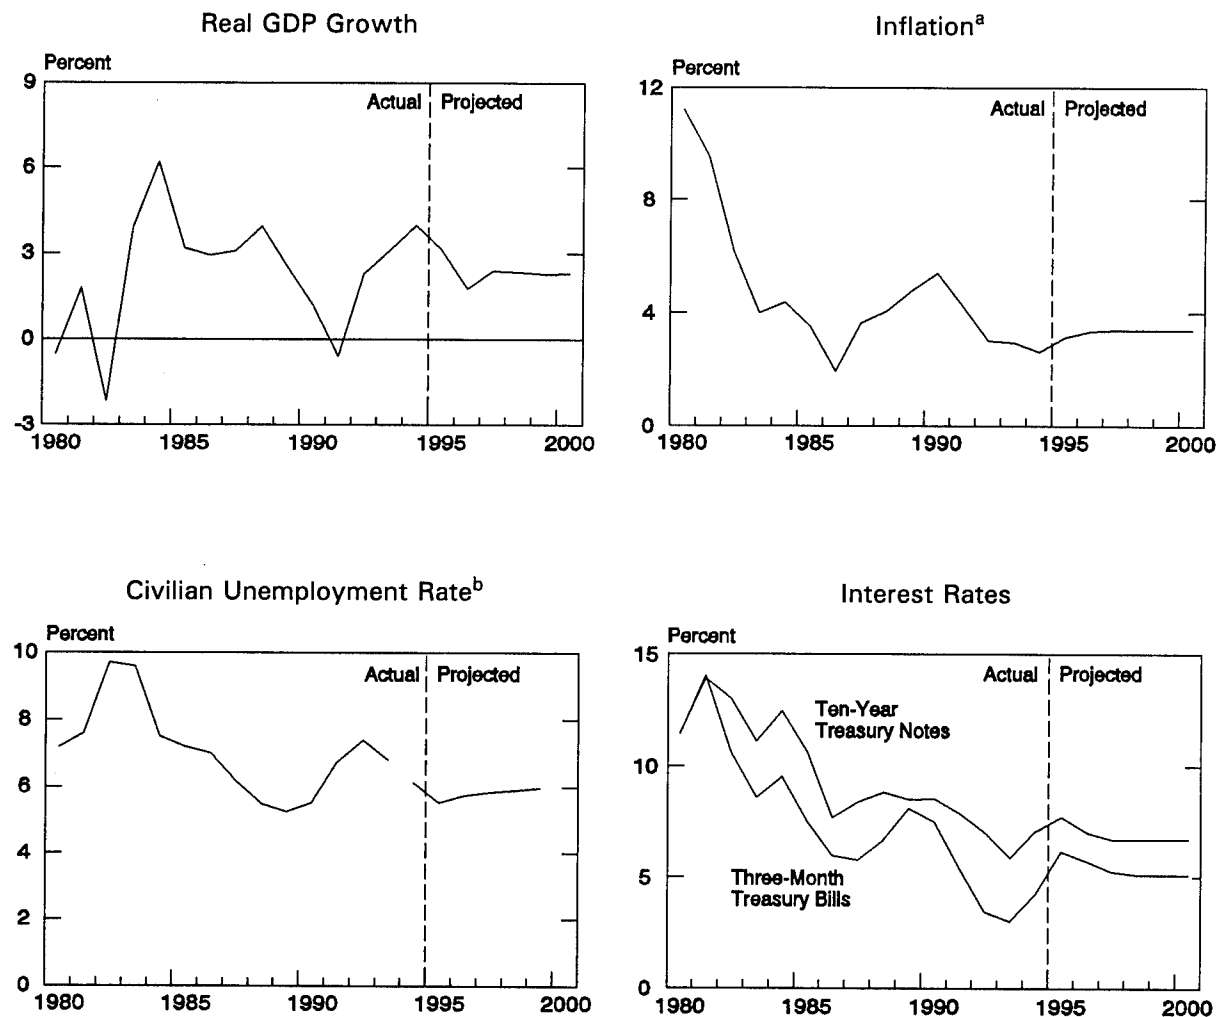 Real GDP Growth
Percent
9
Actual Projected
6
3
0
-3
1980 1985 1990 1995 2000
Inflationᵃ
Percent
12
Actual Projected
8
4
0
1980 1985 1990 1995 2000
Civilian Unemployment Rateᵇ
Percent
10
Actual Projected
8
6
4
2
0
1980 1985 1990 1995 2000
Interest Rates
Percent
15
Actual Projected
Ten-Year
Treasury Notes
10
5
Three-Month
Treasury Bills
0
1980 1985 1990 1995 2000